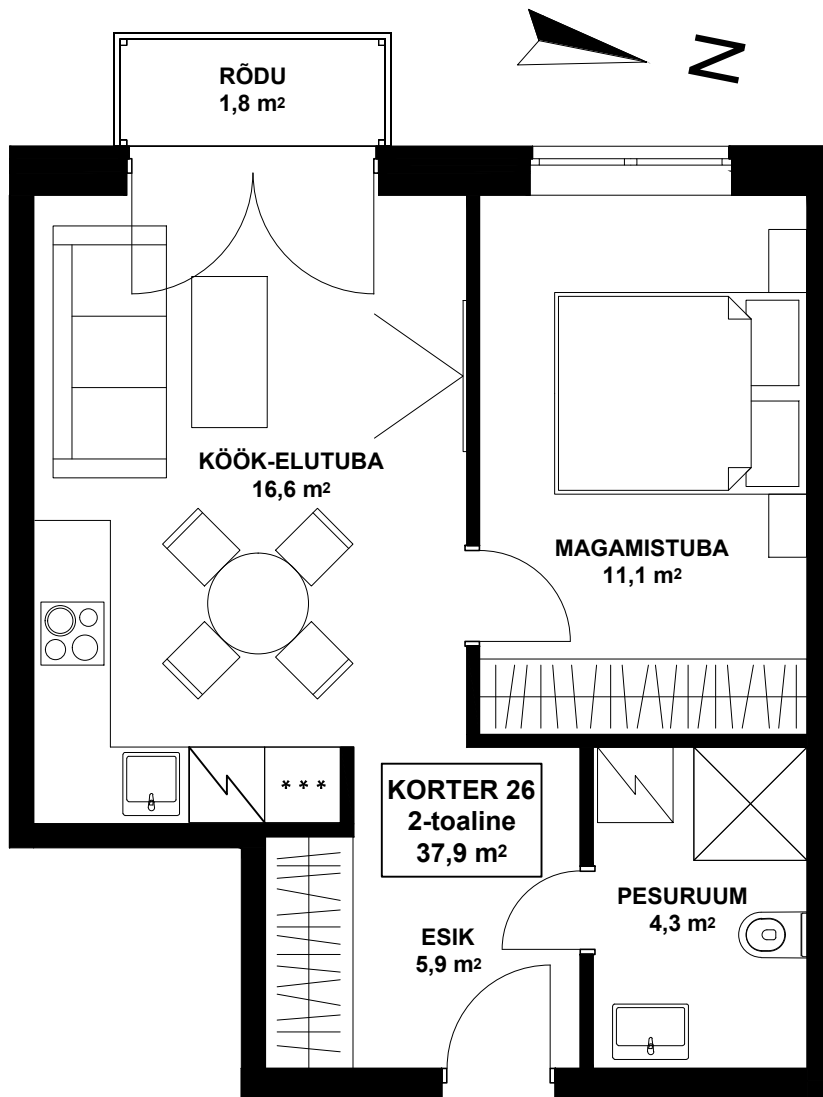 N
RÕDU
1,8 m²
KÖÖK-ELUTUBA
16,6 m²
MAGAMISTUBA
11,1 m²
* * *
KORTER 26
2-toaline
37,9 m²
PESURUUM
4,3 m²
ESIK
5,9 m²